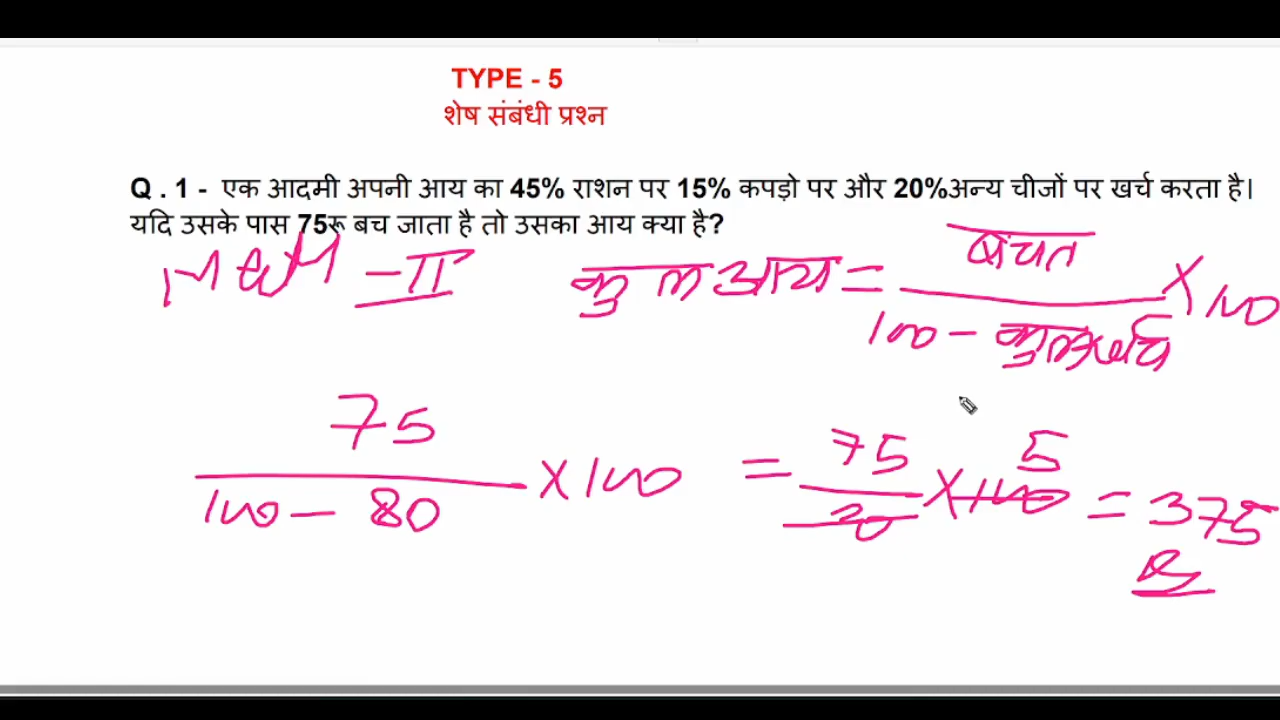 TYPE - 5
शेष संबंधी प्रश्न
Q . 1 - एक आदमी अपनी आय का 45% राशन पर 15% कपड़ो पर और 20%अन्य चीजों पर खर्च करता है।
यदि उसके पास 75रू बच जाता है तो उसका आय क्या है?
- II कुल आय = बचत / 100 - कुल खर्च × 100
75 / 100 - 80 × 100 = 75 / 20 × 100 5 = 375